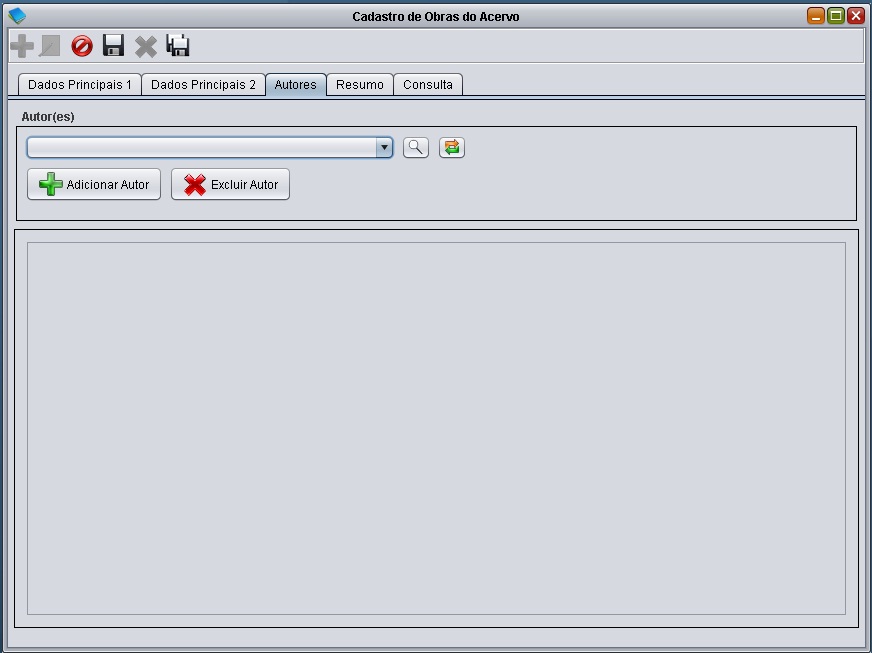 Cadastro de Obras do Acervo
Dados Principais 1 Dados Principais 2 Autores Resumo Consulta
Autor(es)
Adicionar Autor Excluir Autor